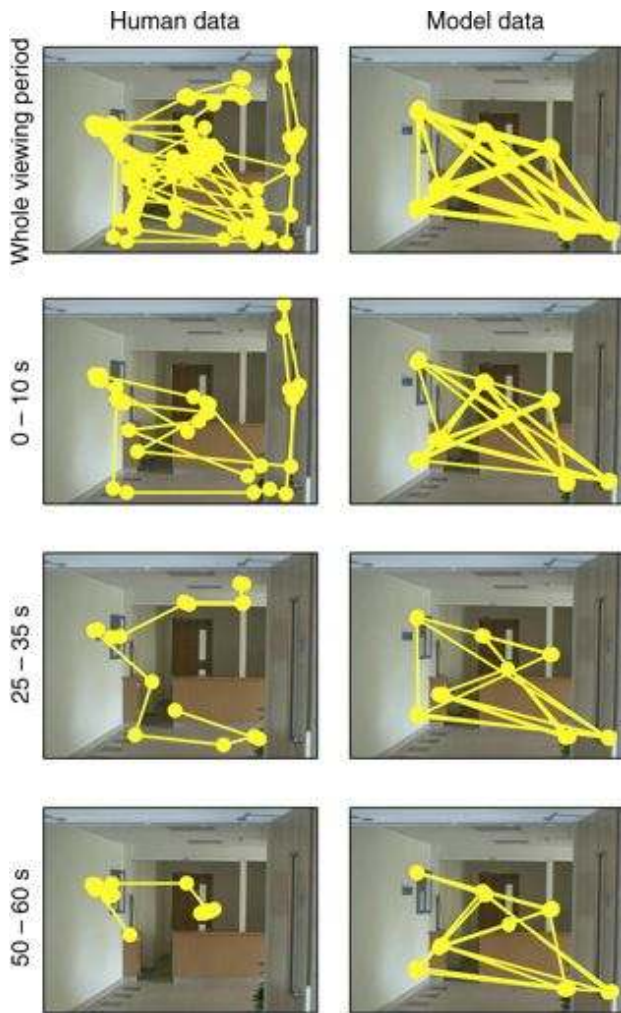 Human data
Model data
Whole viewing period
0 – 10 s
25 – 35 s
50 – 60 s